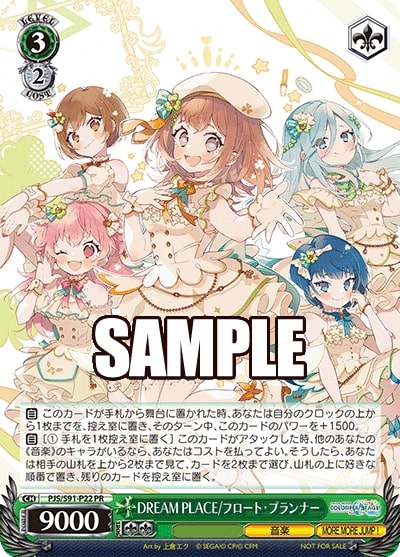 LEVEL
3
2
COST
SAMPLE
自 このカードが手札から舞台に置かれた時、あなたは自分のクロックの上か
ら1枚までを、控え室に置き、そのターン中、このカードのパワーを+1500。
自 [① 手札を1枚控え室に置く] このカードがアタックした時、他のあなたの
《音楽》のキャラがいるなら、あなたはコストを払ってよい。そうしたら、あなた
は相手の山札を上から2枚まで見て、カードを2枚まで選び、山札の上に好きな
順番で置き、残りのカードを控え室に置く。
CH PJS/S91-P22 PR
DREAM PLACE/フロート・プランナー
COLORFUL STAGE!
POWER
9000
SOUL
音楽
MORE MORE JUMP！
Art by 上倉エク © SEGA/© CP/© CFM NOT FOR SALE